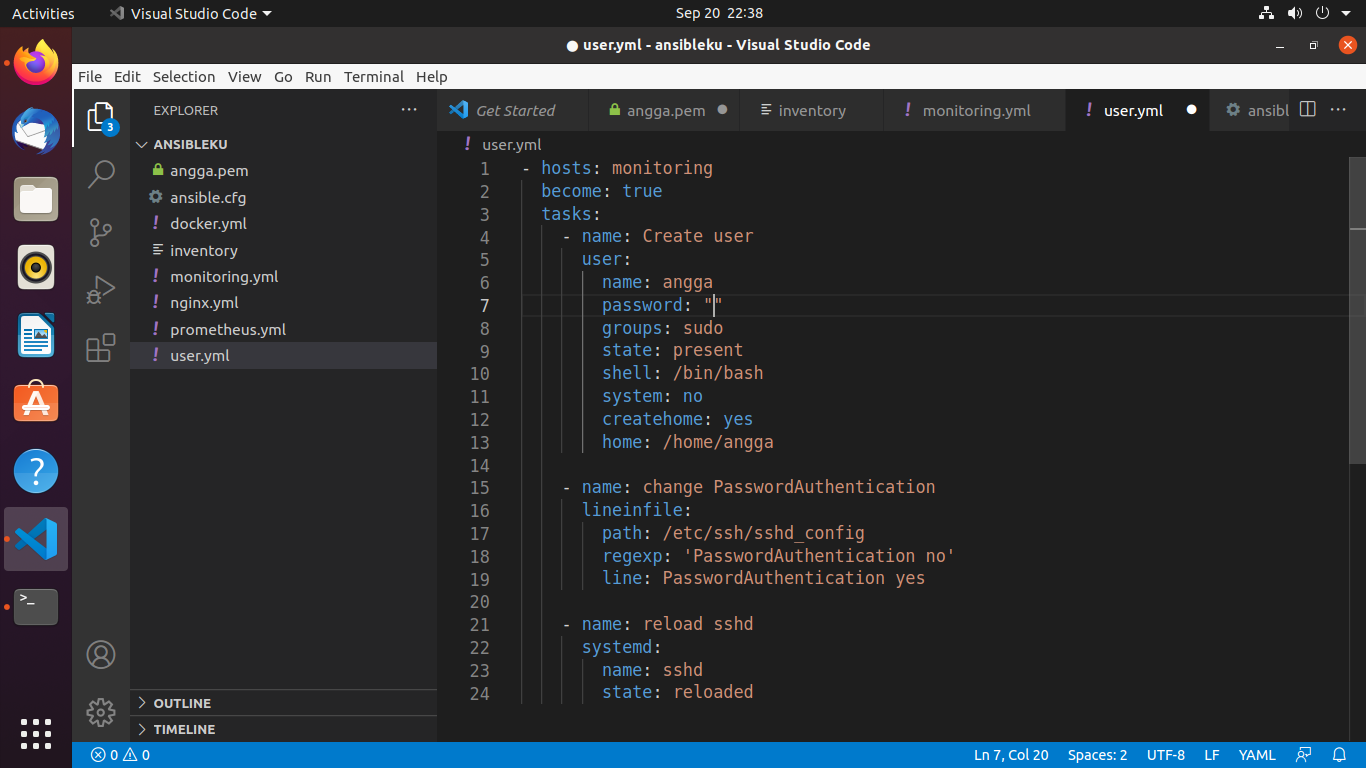 Activities Visual Studio Code Sep 20 22:38
● user.yml - ansibleku - Visual Studio Code
File Edit Selection View Go Run Terminal Help
EXPLORER ···
3
ANSIBLEKU
angga.pem
ansible.cfg
docker.yml
inventory
monitoring.yml
nginx.yml
prometheus.yml
user.yml
OUTLINE
TIMELINE
Get Started angga.pem ● inventory ! monitoring.yml ! user.yml ● ansibl ···
! user.yml
1 - hosts: monitoring
2 become: true
3 tasks:
4 - name: Create user
5 user:
6 name: angga
7 password: ""
8 groups: sudo
9 state: present
10 shell: /bin/bash
11 system: no
12 createhome: yes
13 home: /home/angga
14
15 - name: change PasswordAuthentication
16 lineinfile:
17 path: /etc/ssh/sshd_config
18 regexp: 'PasswordAuthentication no'
19 line: PasswordAuthentication yes
20
21 - name: reload sshd
22 systemd:
23 name: sshd
24 state: reloaded
0 0 Ln 7, Col 20 Spaces: 2 UTF-8 LF YAML